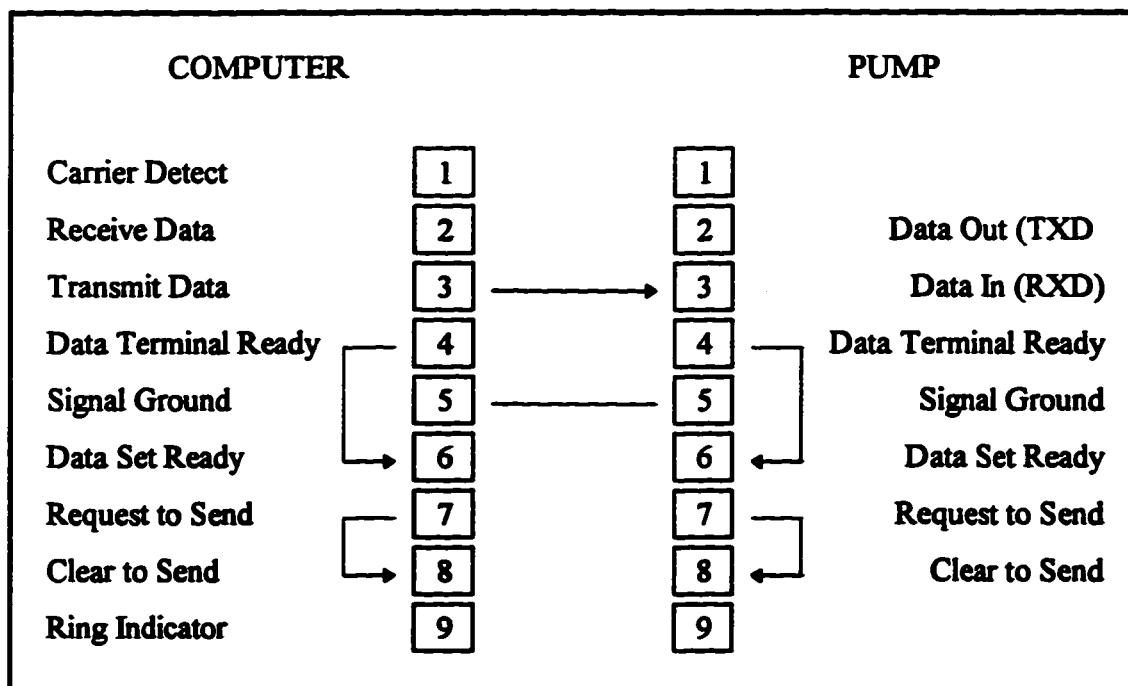 COMPUTER PUMP
Carrier Detect 1 1
Receive Data 2 2 Data Out (TXD
Transmit Data 3 3 Data In (RXD)
Data Terminal Ready 4 4 Data Terminal Ready
Signal Ground 5 5 Signal Ground
Data Set Ready 6 6 Data Set Ready
Request to Send 7 7 Request to Send
Clear to Send 8 8 Clear to Send
Ring Indicator 9 9